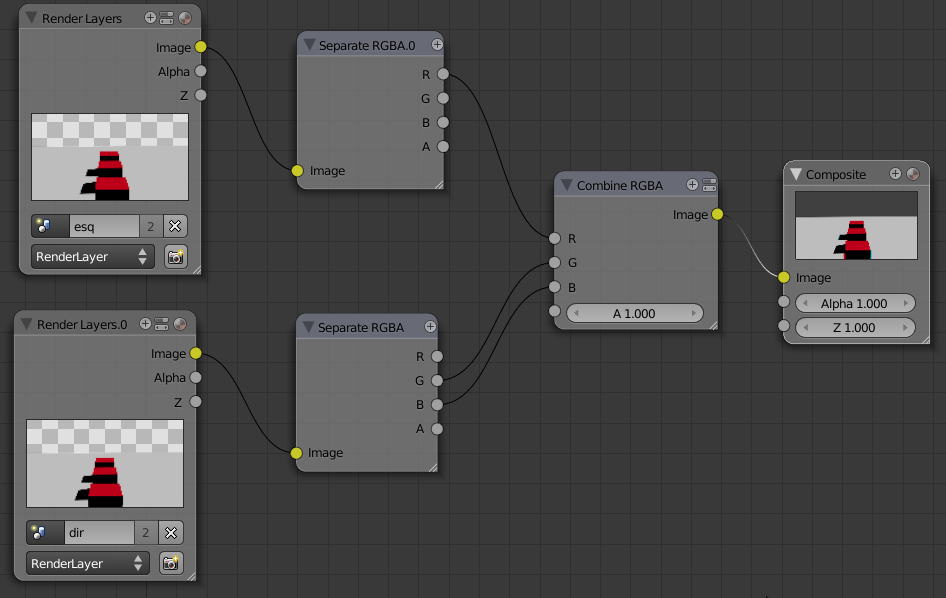 Render Layers
Image
Alpha
Z
esq
2
RenderLayer
Separate RGBA.0
R
G
B
A
Image
Render Layers.0
Image
Alpha
Z
dir
2
RenderLayer
Separate RGBA
R
G
B
A
Image
Combine RGBA
Image
R
G
B
A 1.000
Composite
Image
Alpha 1.000
Z 1.000